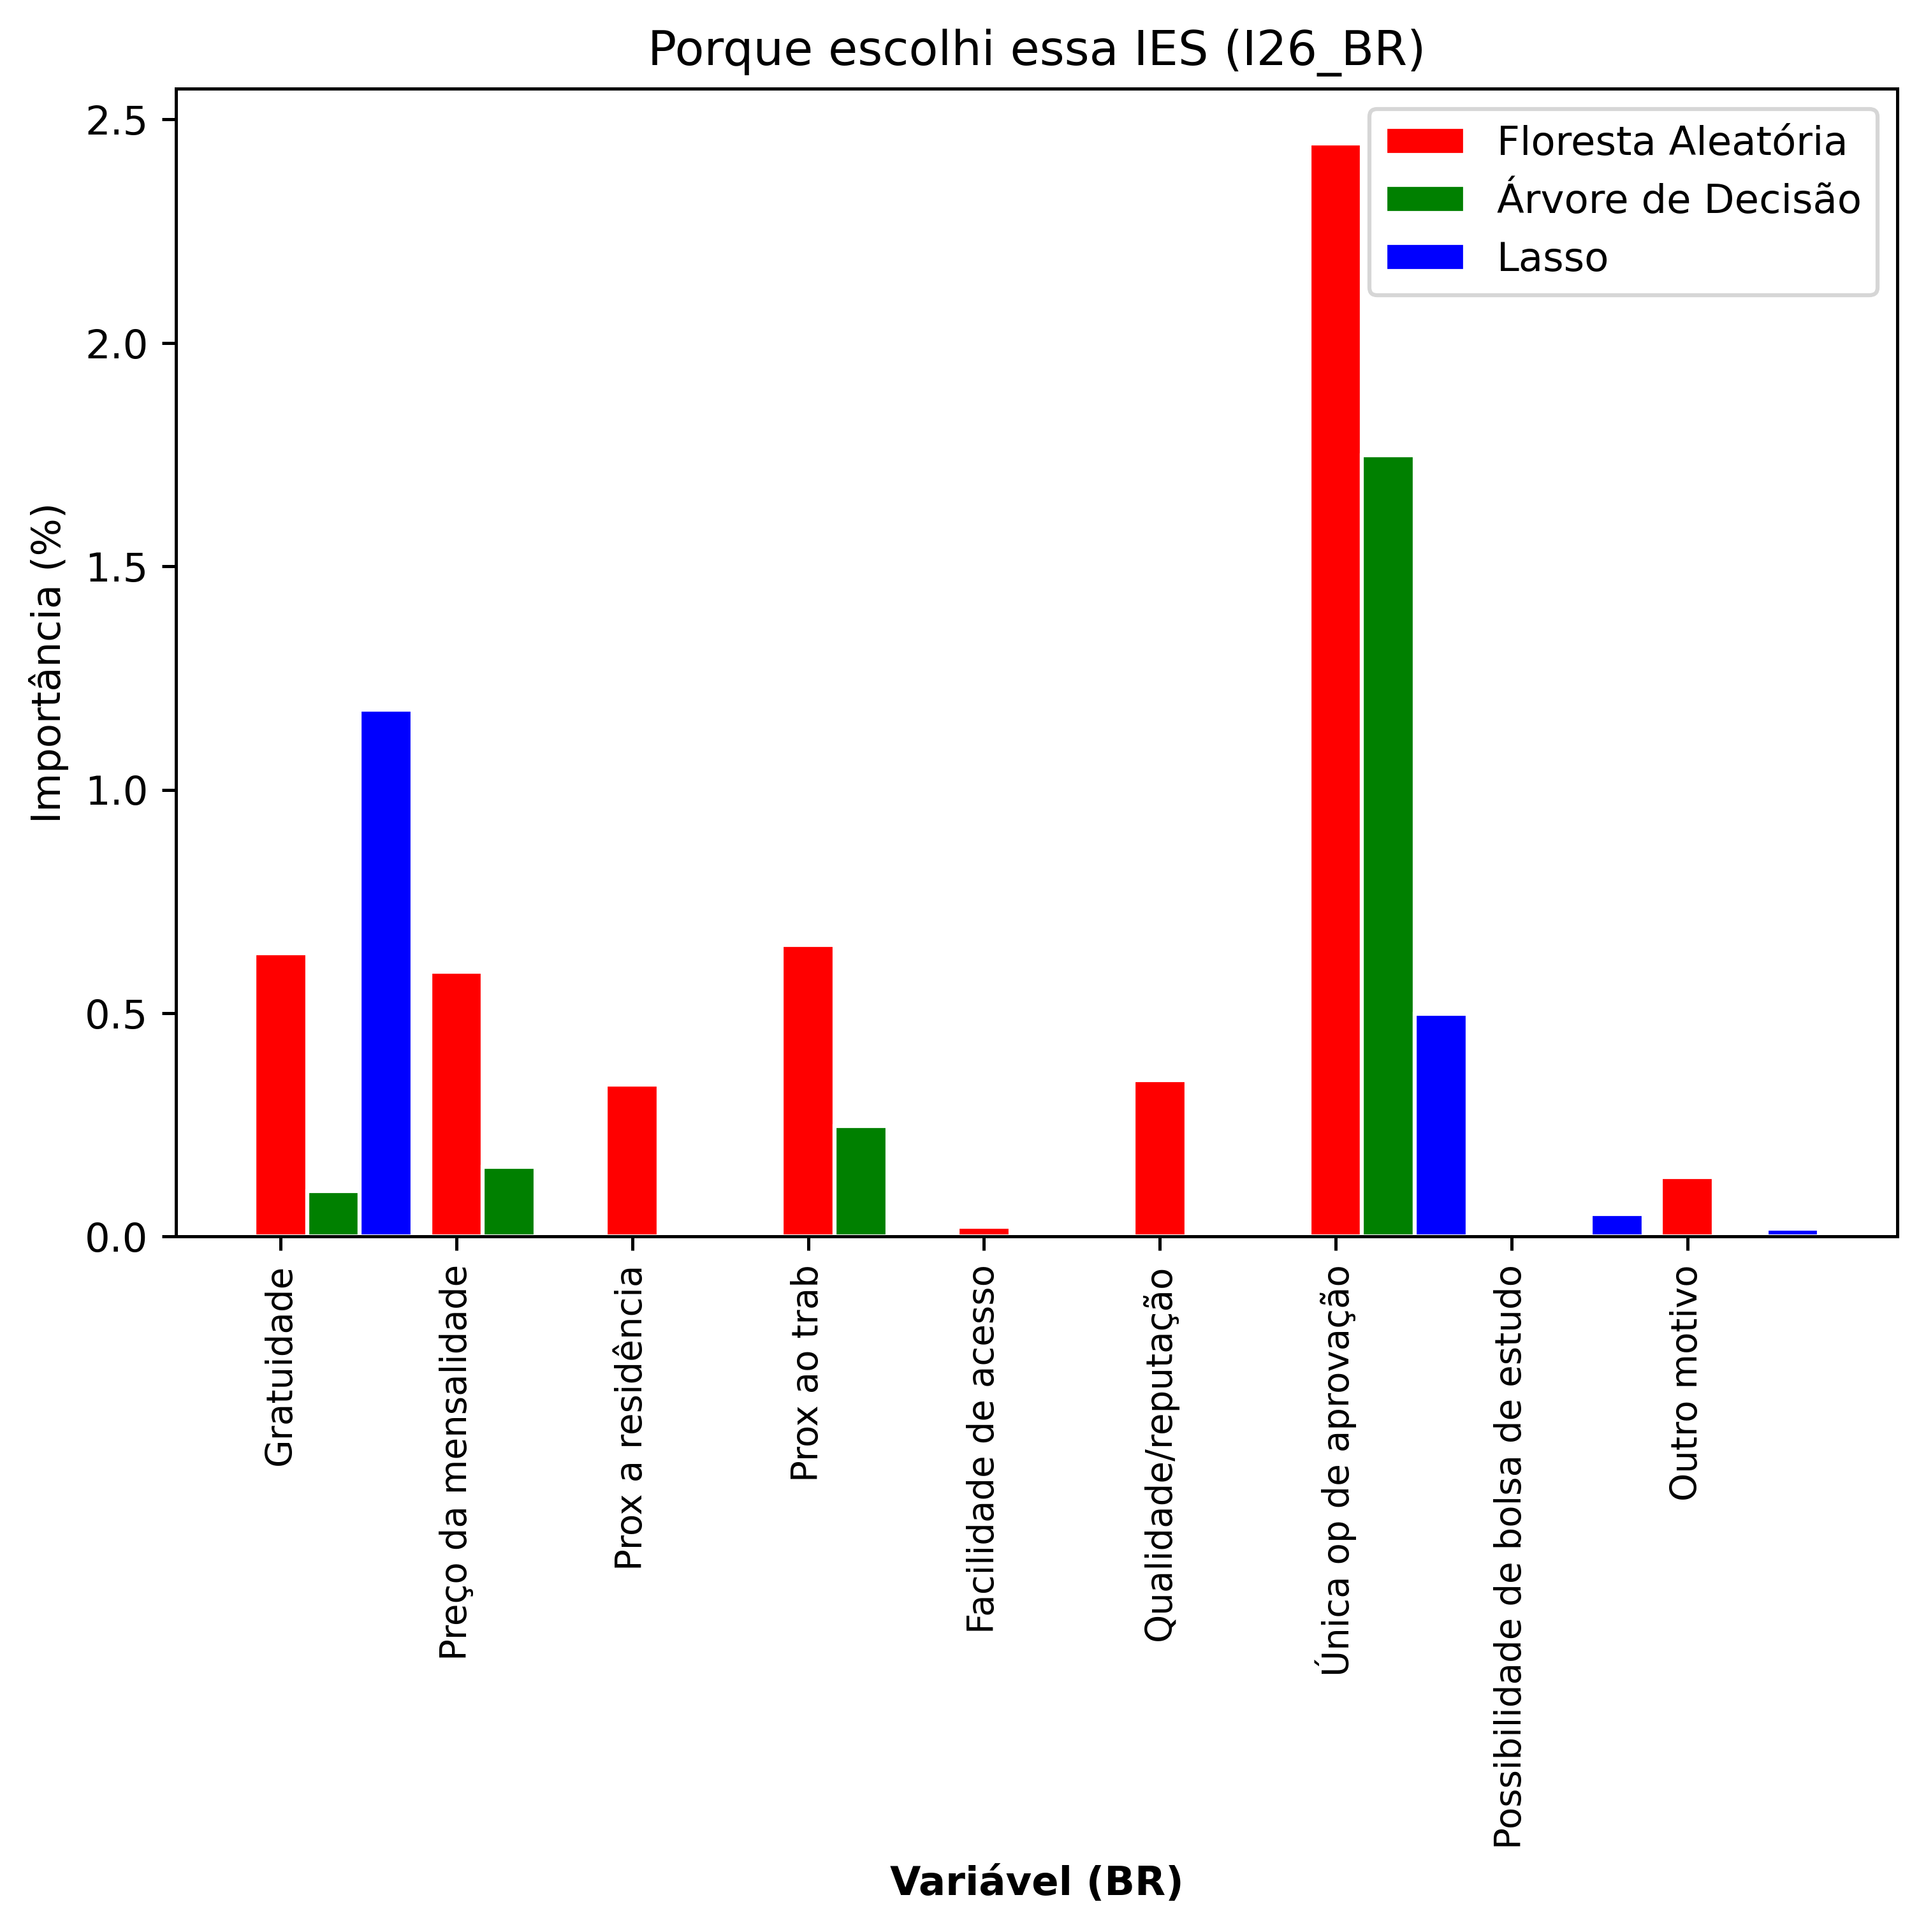 Porque escolhi essa IES (I26_BR)
Floresta Aleatória
Árvore de Decisão
Lasso
Importância (%)
2.5
2.0
1.5
1.0
0.5
0.0
Gratuidade
Preço da mensalidade
Prox a residência
Prox ao trab
Facilidade de acesso
Qualidade/reputação
Única op de aprovação
Possibilidade de bolsa de estudo
Outro motivo
Variável (BR)